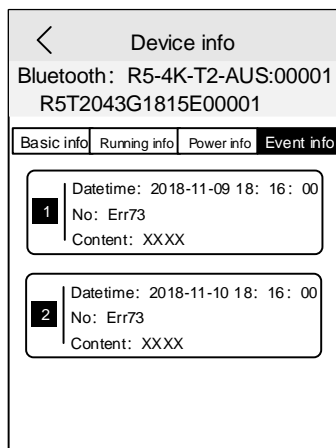 Device info
Bluetooth: R5-4K-T2-AUS:00001
R5T2043G1815E00001
Basic info Running info Power info Event info
1
Datetime: 2018-11-09 18: 16: 00
No: Err73
Content: XXXX
2
Datetime: 2018-11-10 18: 16: 00
No: Err73
Content: XXXX